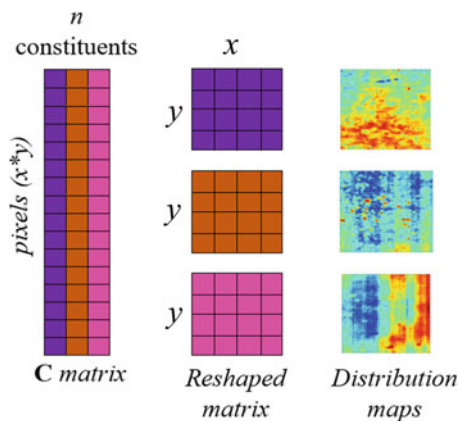 n
constituents
x
pixels (x*y)
y
y
y
C matrix
Reshaped
matrix
Distribution
maps